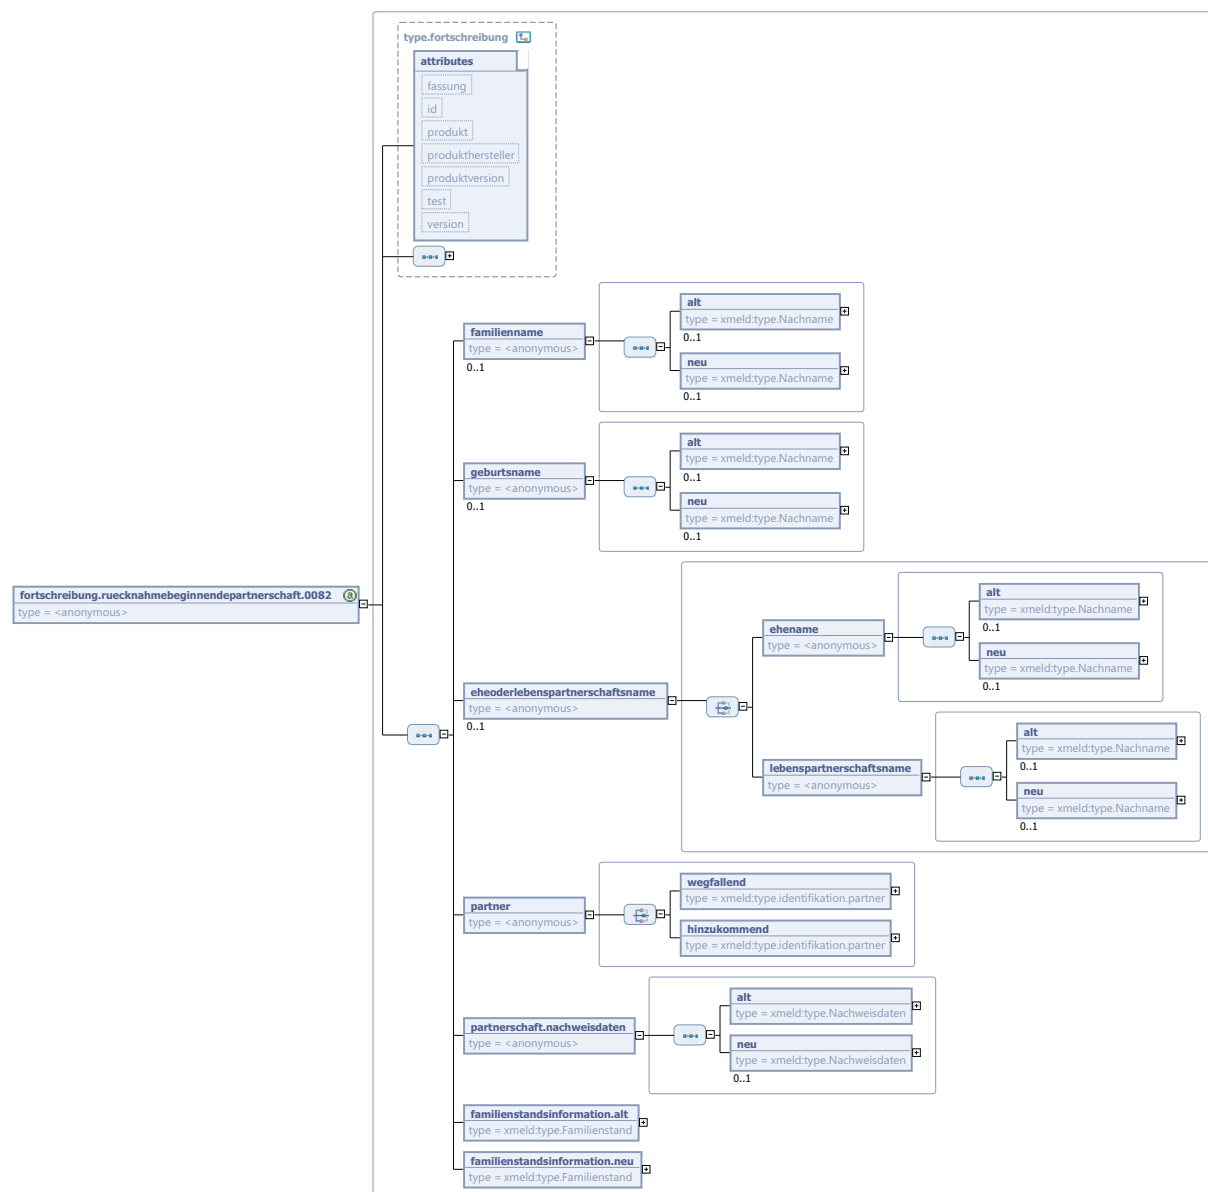 type.fortschreibung
attributes
fassung
id
produkt
produkthersteller
produktversion
test
version
alt
type = xmeld:type.Nachname
0..1
familienname
type = <anonymous>
0..1
neu
type = xmeld:type.Nachname
0..1
alt
type = xmeld:type.Nachname
0..1
geburtsname
type = <anonymous>
0..1
neu
type = xmeld:type.Nachname
0..1
fortschreibung.ruecknahmebeginnendepartnerschaft.0082
type = <anonymous>
alt
type = xmeld:type.Nachname
0..1
ehename
type = <anonymous>
neu
type = xmeld:type.Nachname
0..1
eheoderlebenspartnerschaftsname
type = <anonymous>
0..1
alt
type = xmeld:type.Nachname
0..1
lebenspartnerschaftsname
type = <anonymous>
neu
type = xmeld:type.Nachname
0..1
wegfallend
type = xmeld:type.identifikation.partner
partner
type = <anonymous>
hinzukommend
type = xmeld:type.identifikation.partner
alt
type = xmeld:type.Nachweisdaten
partnerschaft.nachweisdaten
type = <anonymous>
neu
type = xmeld:type.Nachweisdaten
0..1
familienstandsinformation.alt
type = xmeld:type.Familienstand
familienstandsinformation.neu
type = xmeld:type.Familienstand